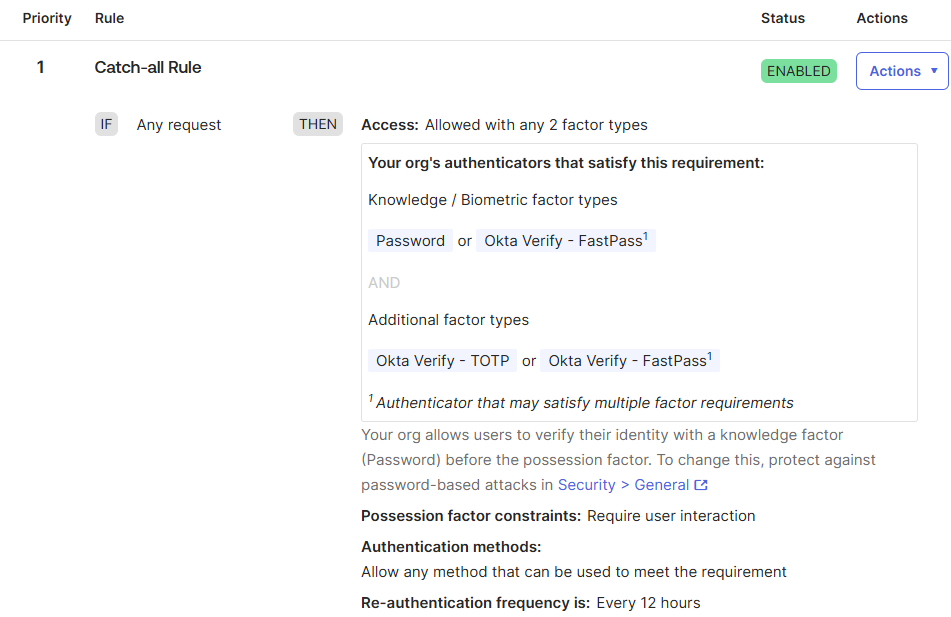 Priority Rule Status Actions
1 Catch-all Rule ENABLED Actions
IF Any request THEN Access: Allowed with any 2 factor types
Your org's authenticators that satisfy this requirement:
Knowledge / Biometric factor types
Password or Okta Verify - FastPass1
AND
Additional factor types
Okta Verify - TOTP or Okta Verify - FastPass1
1 Authenticator that may satisfy multiple factor requirements
Your org allows users to verify their identity with a knowledge factor
(Password) before the possession factor. To change this, protect against
password-based attacks in Security > General
Possession factor constraints: Require user interaction
Authentication methods:
Allow any method that can be used to meet the requirement
Re-authentication frequency is: Every 12 hours